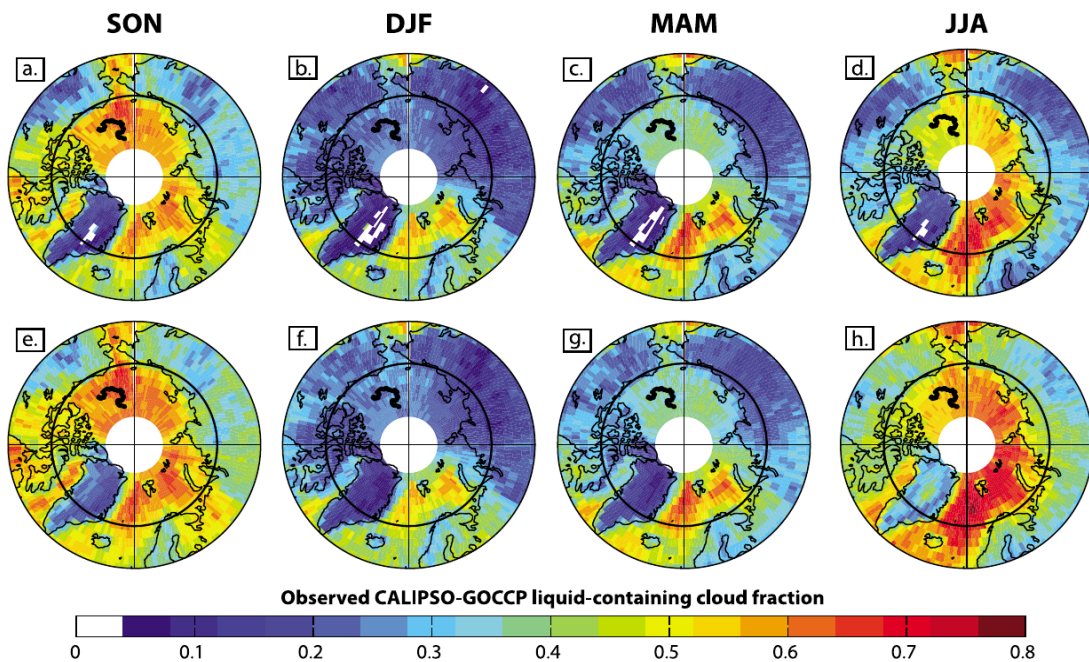 SON DJF MAM JJA
a. b. c. d.
e. f. g. h.
Observed CALIPSO-GOCCP liquid-containing cloud fraction
0 0.1 0.2 0.3 0.4 0.5 0.6 0.7 0.8